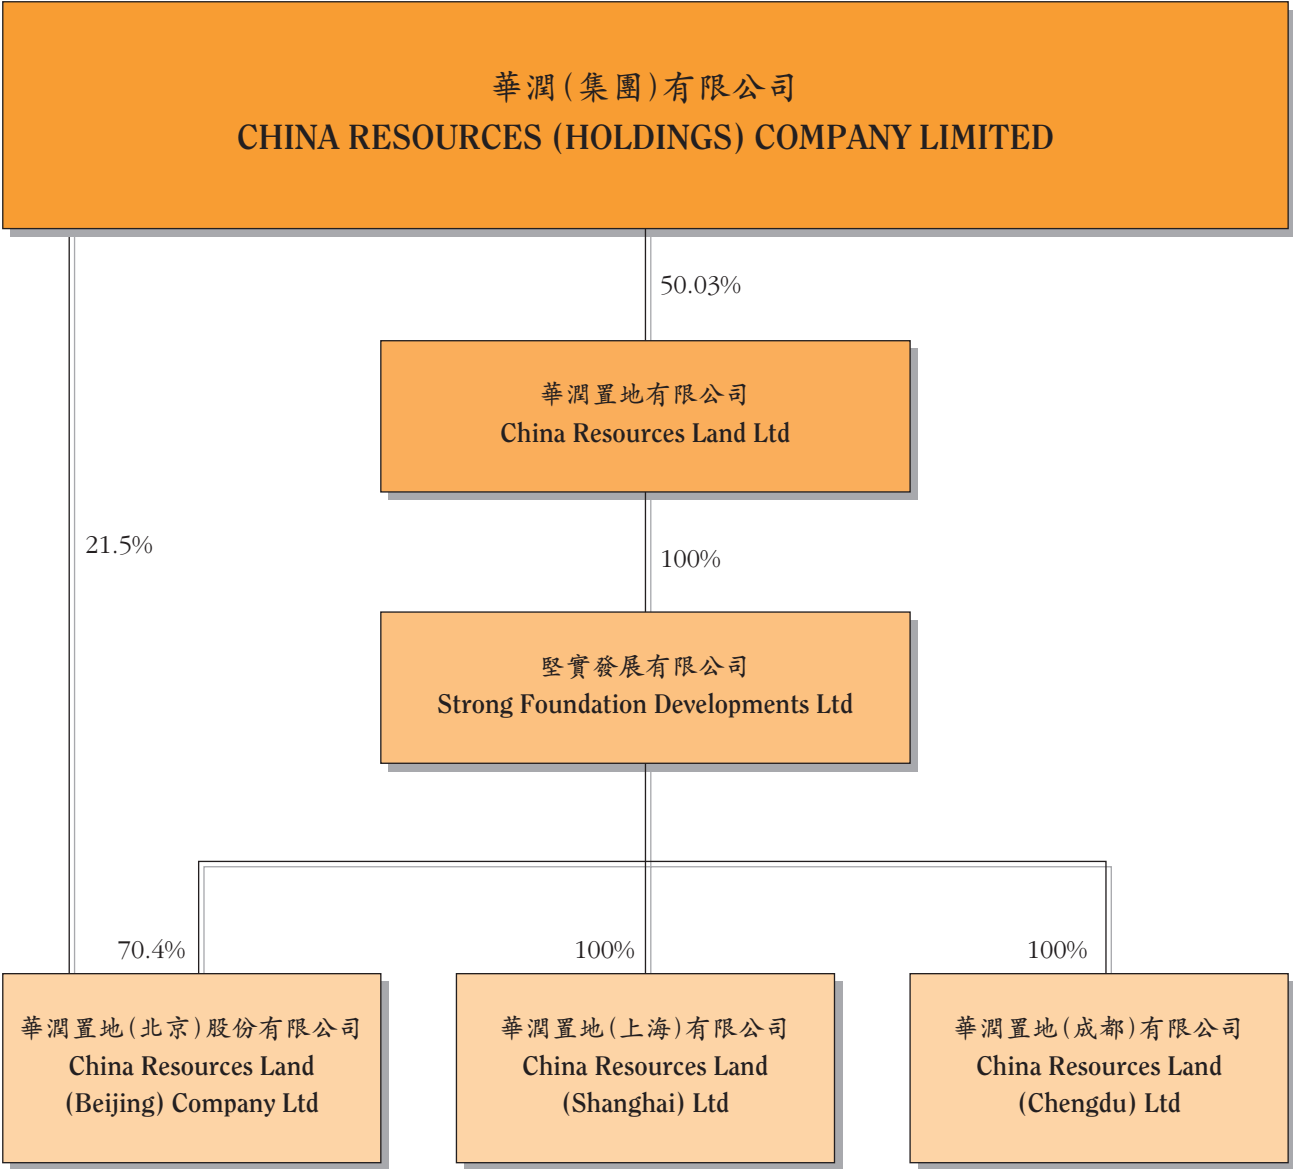 華潤(集團)有限公司
CHINA RESOURCES (HOLDINGS) COMPANY LIMITED
50.03%
華潤置地有限公司
China Resources Land Ltd
21.5%
100%
堅實發展有限公司
Strong Foundation Developments Ltd
70.4%
100%
100%
華潤置地(北京)股份有限公司
China Resources Land
(Beijing) Company Ltd
華潤置地(上海)有限公司
China Resources Land
(Shanghai) Ltd
華潤置地(成都)有限公司
China Resources Land
(Chengdu) Ltd